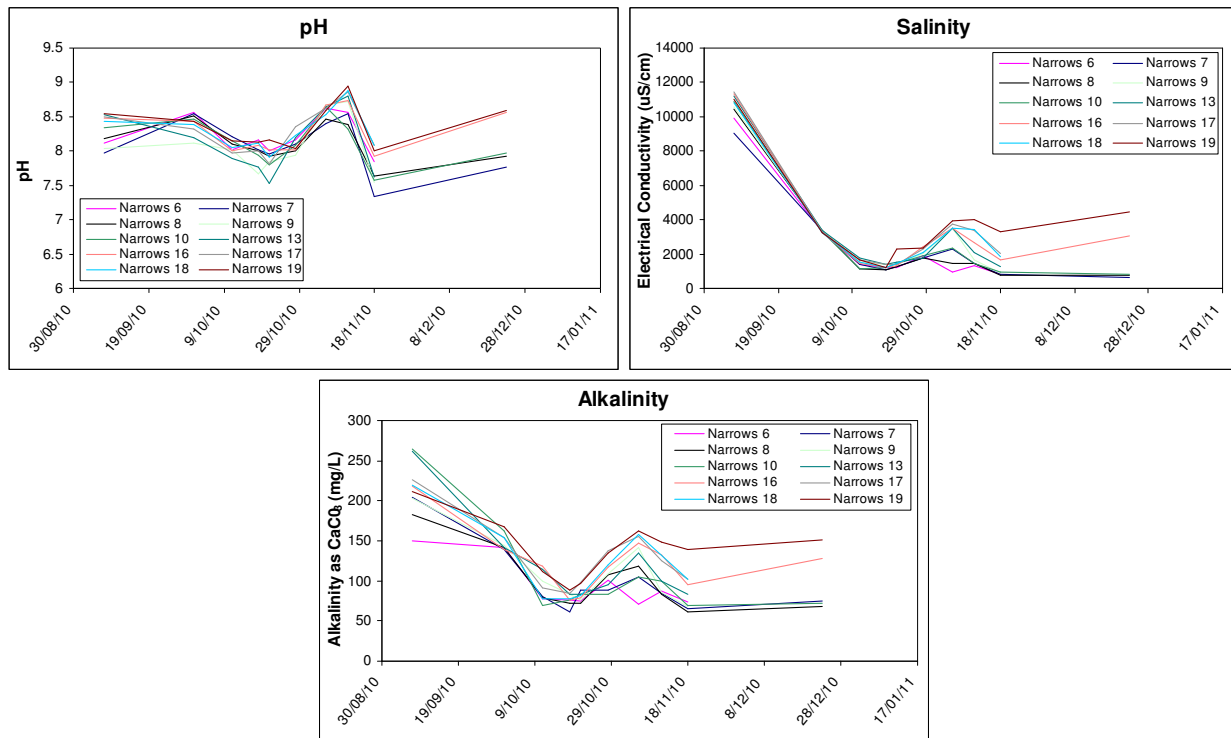 pH
9.5
9
8.5
8
7.5
7
6.5
6
pH
Narrows 6 Narrows 7
Narrows 8 Narrows 9
Narrows 10 Narrows 13
Narrows 16 Narrows 17
Narrows 18 Narrows 19
30/08/10 19/09/10 9/10/10 29/10/10 18/11/10 8/12/10 28/12/10 17/01/11
Salinity
14000
12000
10000
8000
6000
4000
2000
0
Electrical Conductivity (uS/cm)
Narrows 6 Narrows 7
Narrows 8 Narrows 9
Narrows 10 Narrows 13
Narrows 16 Narrows 17
Narrows 18 Narrows 19
30/08/10 19/09/10 9/10/10 29/10/10 18/11/10 8/12/10 28/12/10 17/01/11
Alkalinity
300
250
200
150
100
50
0
Alkalinity as CaC0₃ (mg/L)
Narrows 6 Narrows 7
Narrows 8 Narrows 9
Narrows 10 Narrows 13
Narrows 16 Narrows 17
Narrows 18 Narrows 19
30/08/10 19/09/10 9/10/10 29/10/10 18/11/10 8/12/10 28/12/10 17/01/11